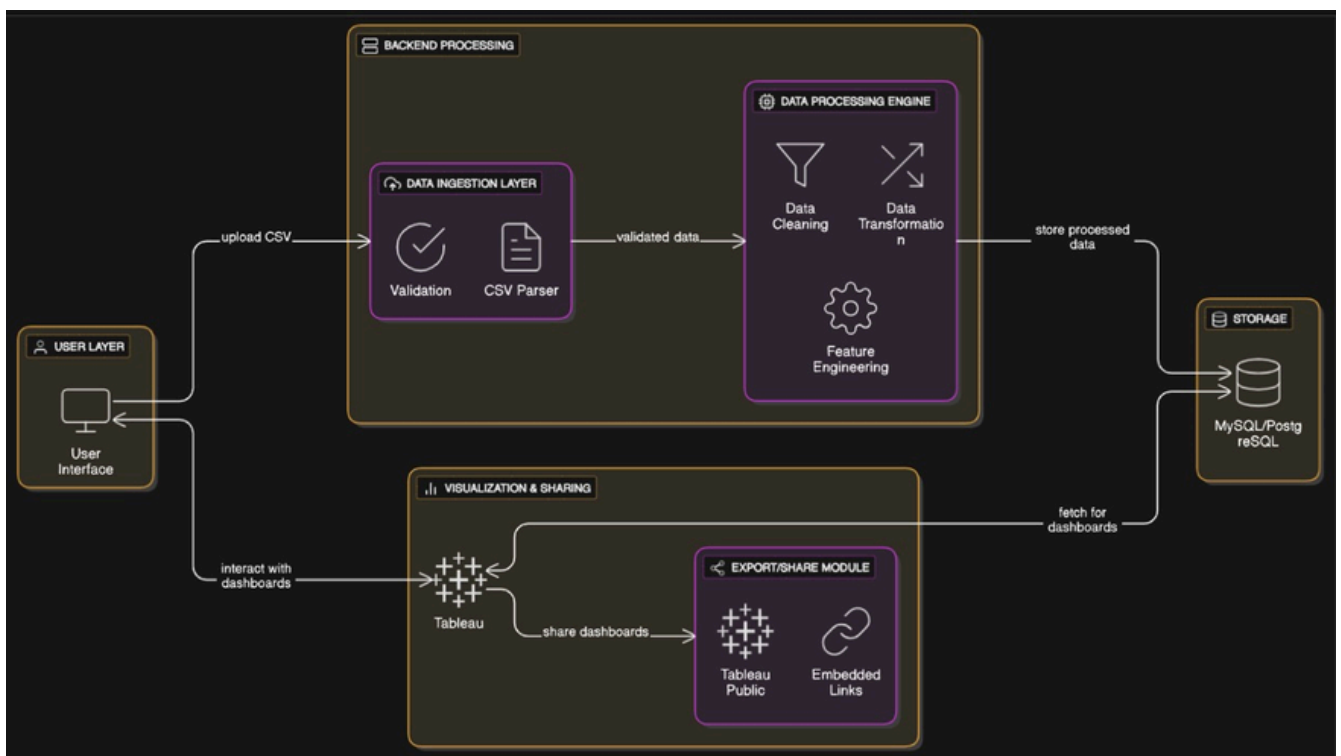 BACKEND PROCESSING
DATA PROCESSING ENGINE
Data
Cleaning
Data
Transformatio
n
Feature
Engineering
DATA INGESTION LAYER
Validation
CSV Parser
upload CSV
validated data
store processed
data
USER LAYER
User
Interface
STORAGE
MySQL/Postg
reSQL
VISUALIZATION & SHARING
fetch for
dashboards
interact with
dashboards
Tableau
share dashboards
EXPORT/SHARE MODULE
Tableau
Public
Embedded
Links